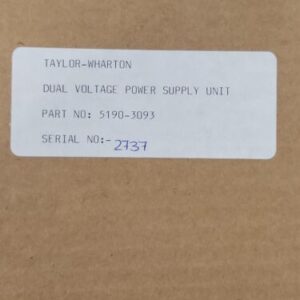 TAYLOR-WHARTON
DUAL VOLTAGE POWER SUPPLY UNIT
PART NO: 5190-3093
SERIAL NO:- 2737